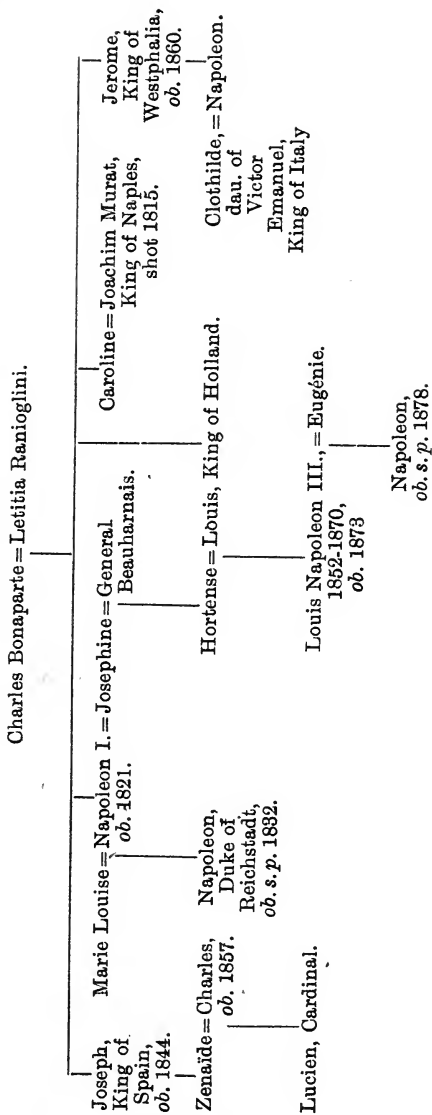 Charles Bonaparte=Letitia Ranioglini.
Joseph,
King of
Spain,
ob. 1844.
Marie Louise=Napoleon I.=Josephine=General
ob. 1821.
Beauharnais.
Caroline=Joachim Murat,
King of Naples,
shot 1815.
Jerome,
King of
Westphalia,
ob. 1860.
Zenaïde=Charles,
ob. 1857.
Napoleon,
Duke of
Reichstadt,
ob. s. p. 1832.
Hortense=Louis, King of Holland.
Clothilde,=Napoleon.
dau. of
Victor
Emanuel,
King of Italy
Lucien, Cardinal.
Louis Napoleon III.,=Eugénie.
1852-1870,
ob. 1873
Napoleon,
ob. s. p. 1878.